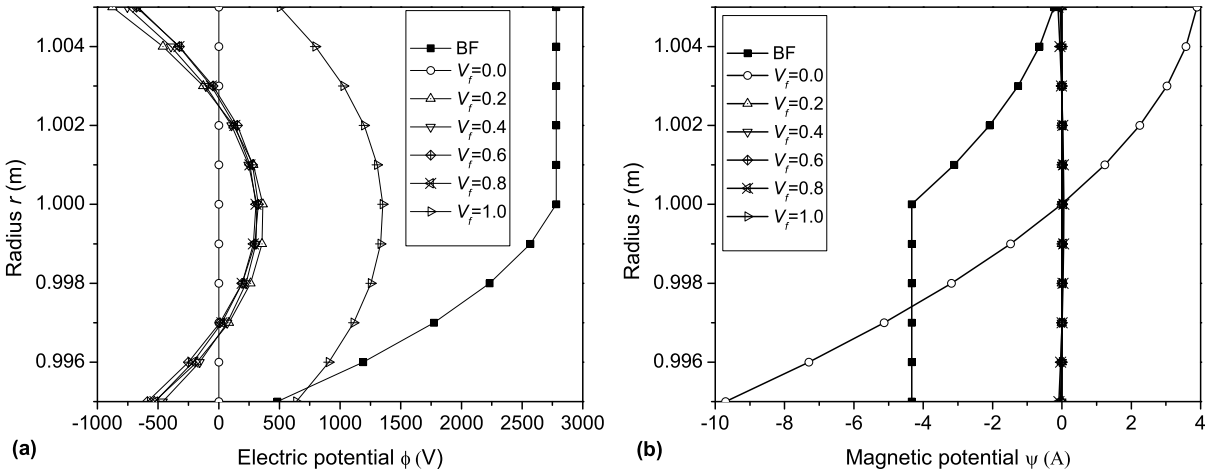 1.004
1.002
1.000
0.998
0.996
Radius r (m)
BF
V_f=0.0
V_f=0.2
V_f=0.4
V_f=0.6
V_f=0.8
V_f=1.0
-1000 -500 0 500 1000 1500 2000 2500 3000
(a)
Electric potential ϕ (V)
1.004
1.002
1.000
0.998
0.996
Radius r (m)
BF
V_f=0.0
V_f=0.2
V_f=0.4
V_f=0.6
V_f=0.8
V_f=1.0
-10 -8 -6 -4 -2 0 2 4
(b)
Magnetic potential ψ (A)